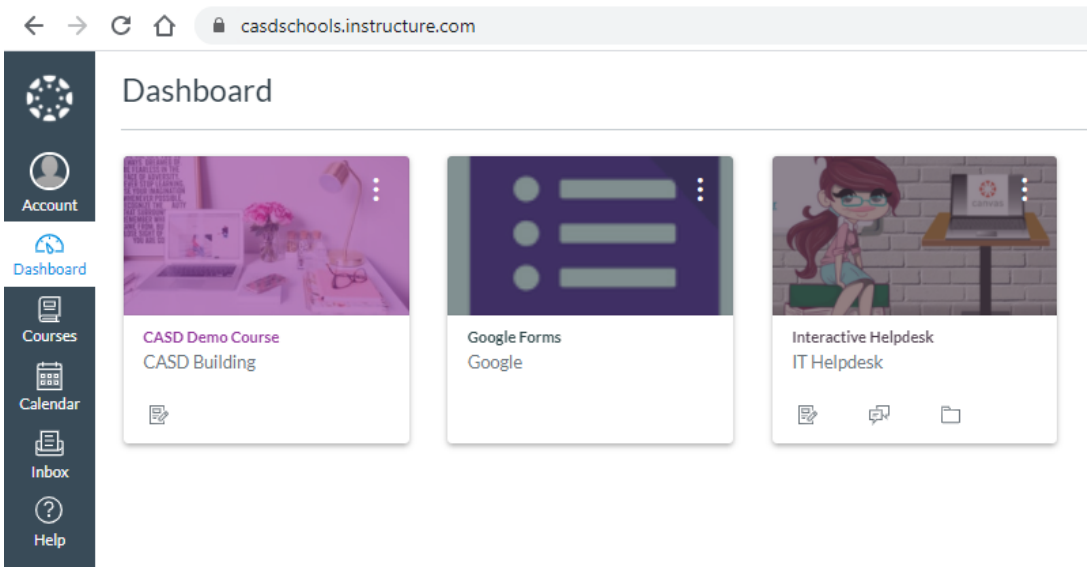 casdschools.instructure.com
Dashboard
Account
Dashboard
Courses
Calendar
Inbox
Help
CASD Demo Course
CASD Building
Google Forms
Google
canvas
Interactive Helpdesk
IT Helpdesk